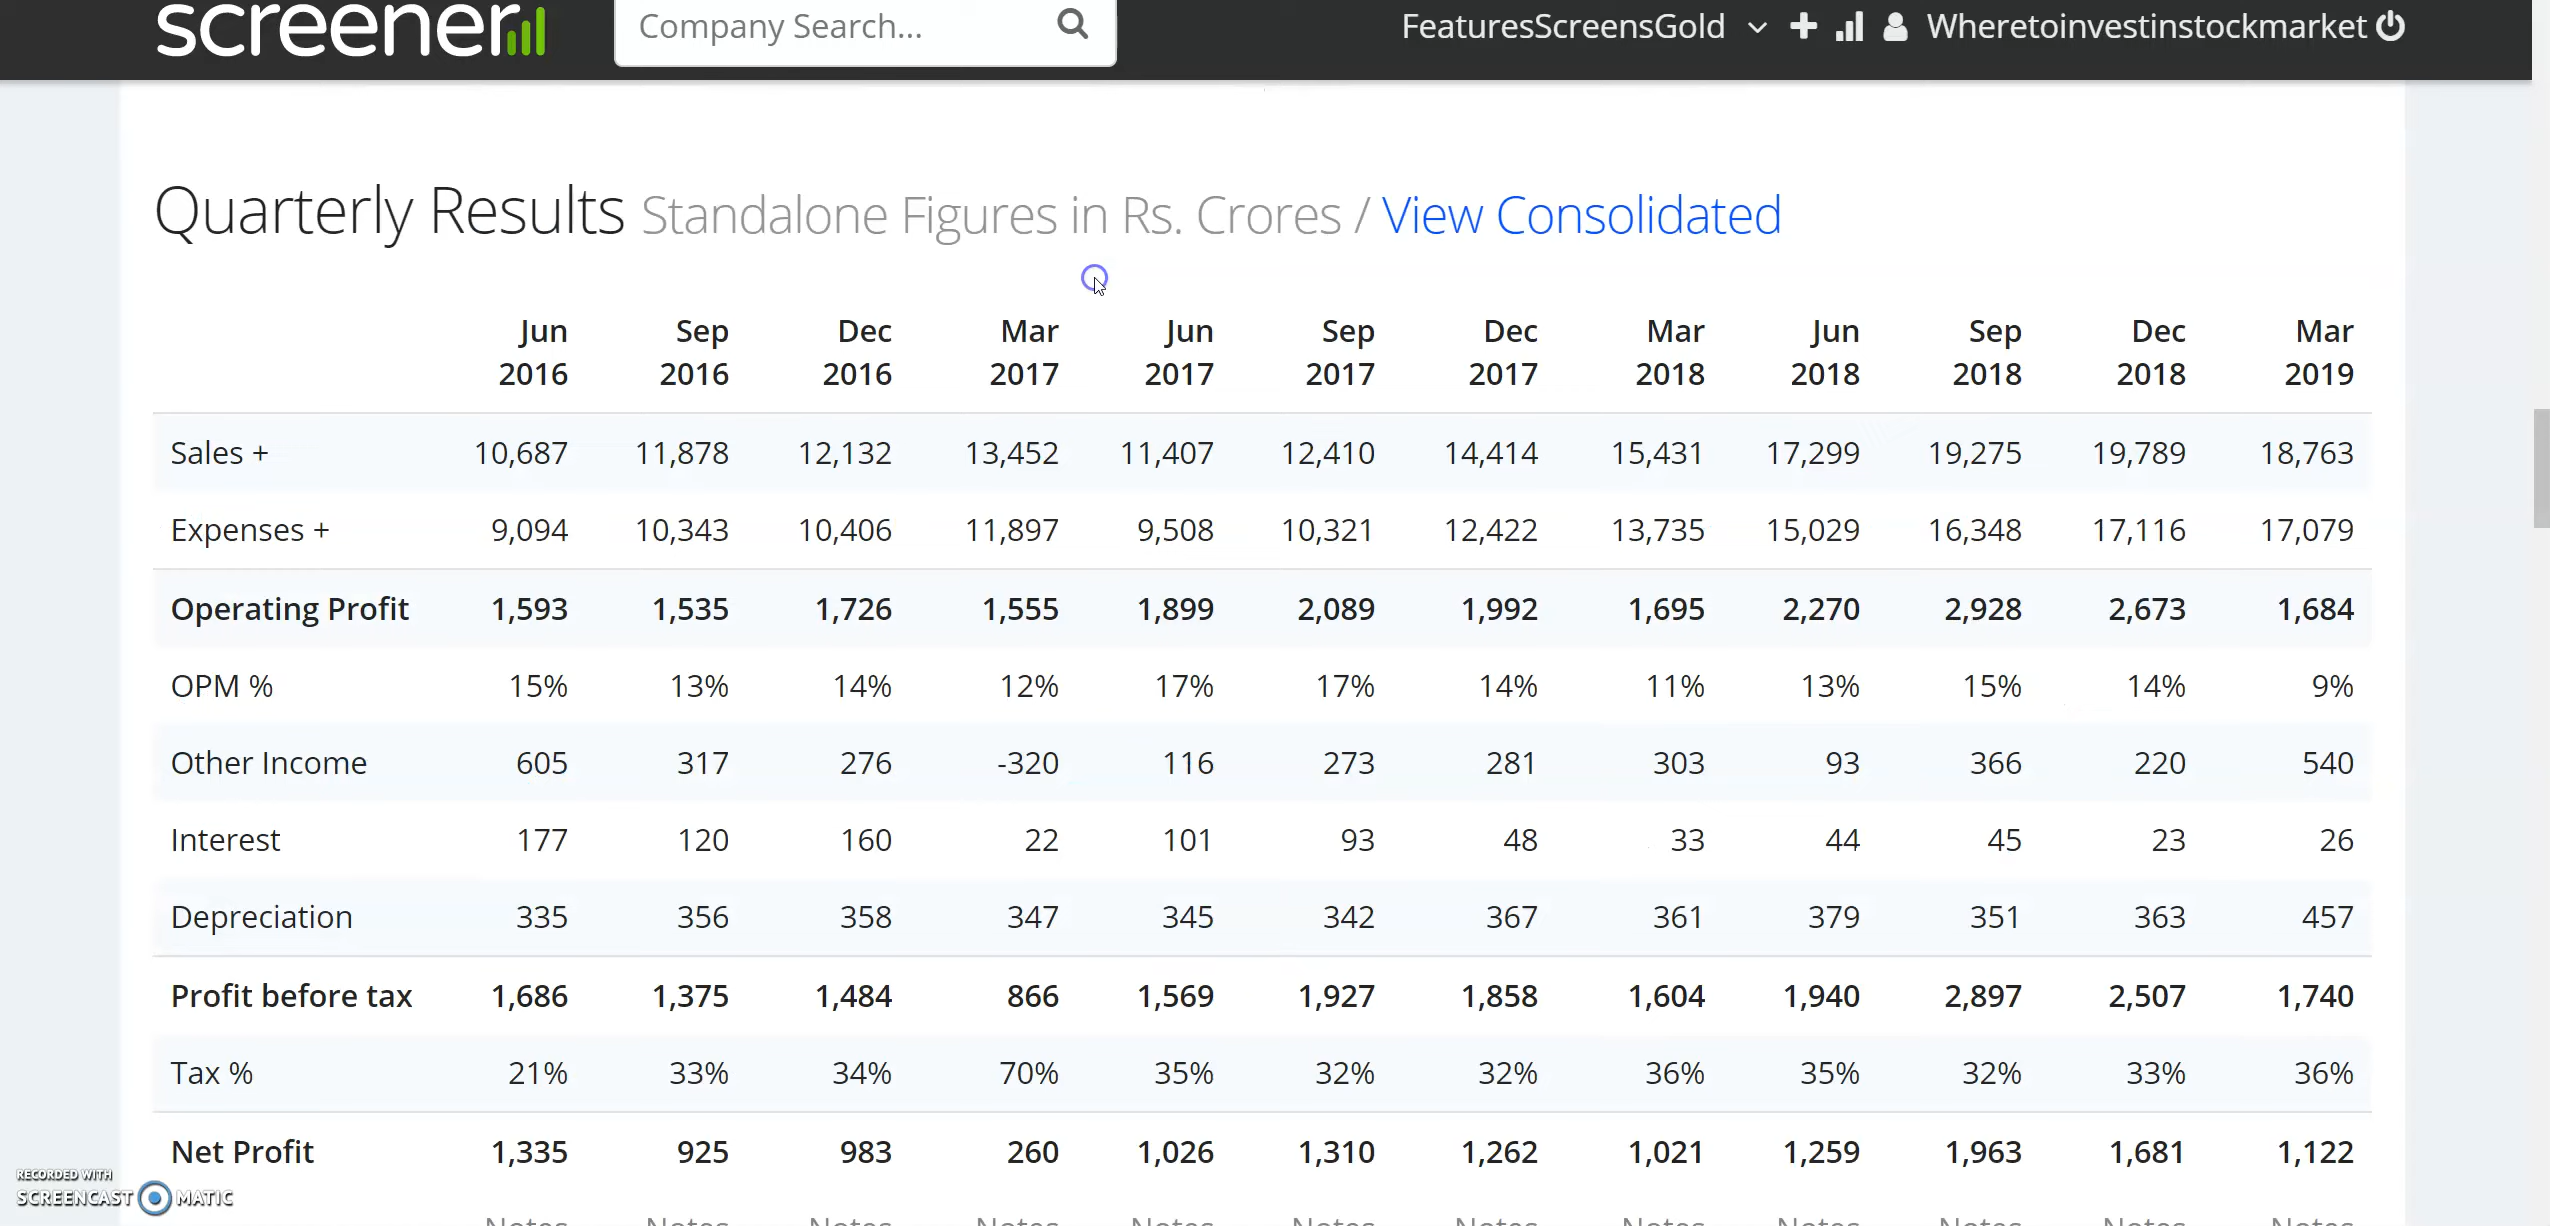 screener
Company Search...
FeaturesScreensGold
Wheretoinvestinstockmarket
Quarterly Results Standalone Figures in Rs. Crores / View Consolidated
Jun 2016 Sep 2016 Dec 2016 Mar 2017 Jun 2017 Sep 2017 Dec 2017 Mar 2018 Jun 2018 Sep 2018 Dec 2018 Mar 2019
Sales + 10,687 11,878 12,132 13,452 11,407 12,410 14,414 15,431 17,299 19,275 19,789 18,763
Expenses + 9,094 10,343 10,406 11,897 9,508 10,321 12,422 13,735 15,029 16,348 17,116 17,079
Operating Profit 1,593 1,535 1,726 1,555 1,899 2,089 1,992 1,695 2,270 2,928 2,673 1,684
OPM % 15% 13% 14% 12% 17% 17% 14% 11% 13% 15% 14% 9%
Other Income 605 317 276 -320 116 273 281 303 93 366 220 540
Interest 177 120 160 22 101 93 48 33 44 45 23 26
Depreciation 335 356 358 347 345 342 367 361 379 351 363 457
Profit before tax 1,686 1,375 1,484 866 1,569 1,927 1,858 1,604 1,940 2,897 2,507 1,740
Tax % 21% 33% 34% 70% 35% 32% 32% 36% 35% 32% 33% 36%
Net Profit 1,335 925 983 260 1,026 1,310 1,262 1,021 1,259 1,963 1,681 1,122
RECORDED WITH
SCREENCAST MATIC
Notes Notes Notes Notes Notes Notes Notes Notes Notes Notes Notes Notes